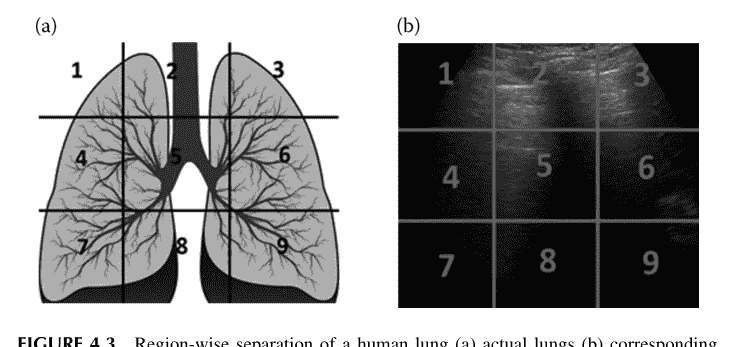 (a)
(b)
1 2 3
4 5 6
7 8 9
1 2 3
4 5 6
7 8 9
FIGURE 4.3 Region-wise separation of a human lung (a) actual lungs (b) corresponding